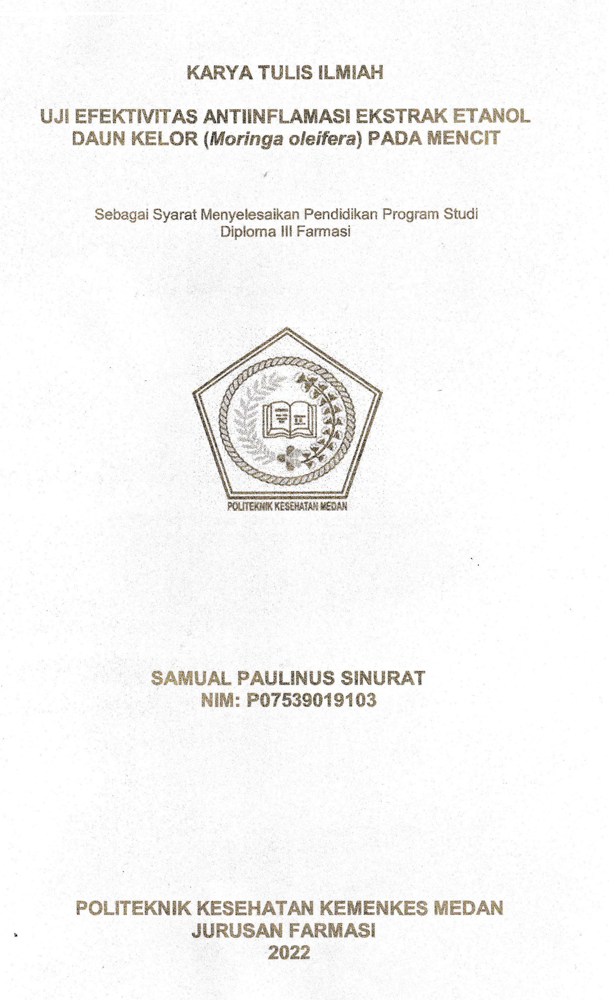 KARYA TULIS ILMIAH
UJI EFEKTIVITAS ANTIINFLAMASI EKSTRAK ETANOL
DAUN KELOR (Moringa oleifera) PADA MENCIT
Sebagai Syarat Menyelesaikan Pendidikan Program Studi
Diploma III Farmasi
POLITEKNIK KESEHATAN MEDAN
SAMUAL PAULINUS SINURAT
NIM: P07539019103
POLITEKNIK KESEHATAN KEMENKES MEDAN
JURUSAN FARMASI
2022